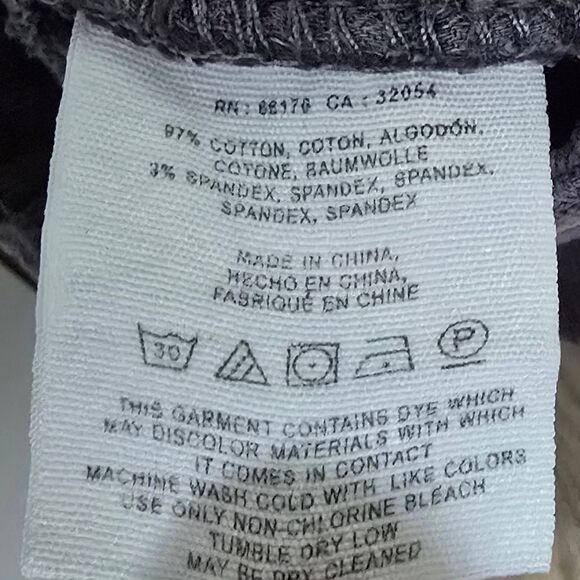 RN: 68176 CA: 32054
97% COTTON, COTON, ALGODÓN,
COTONE, BAUMWOLLE
3% SPANDEX, SPANDEX, SPANDEX,
SPANDEX, SPANDEX
MADE IN CHINA,
HECHO EN CHINA,
FABRIQUÉ EN CHINE
30 P
THIS GARMENT CONTAINS DYE WHICH
MAY DISCOLOR MATERIALS WITH WHICH
IT COMES IN CONTACT
MACHINE WASH COLD WITH LIKE COLORS
USE ONLY NON-CHLORINE BLEACH
TUMBLE DRY LOW
MAY BE DRY CLEANED